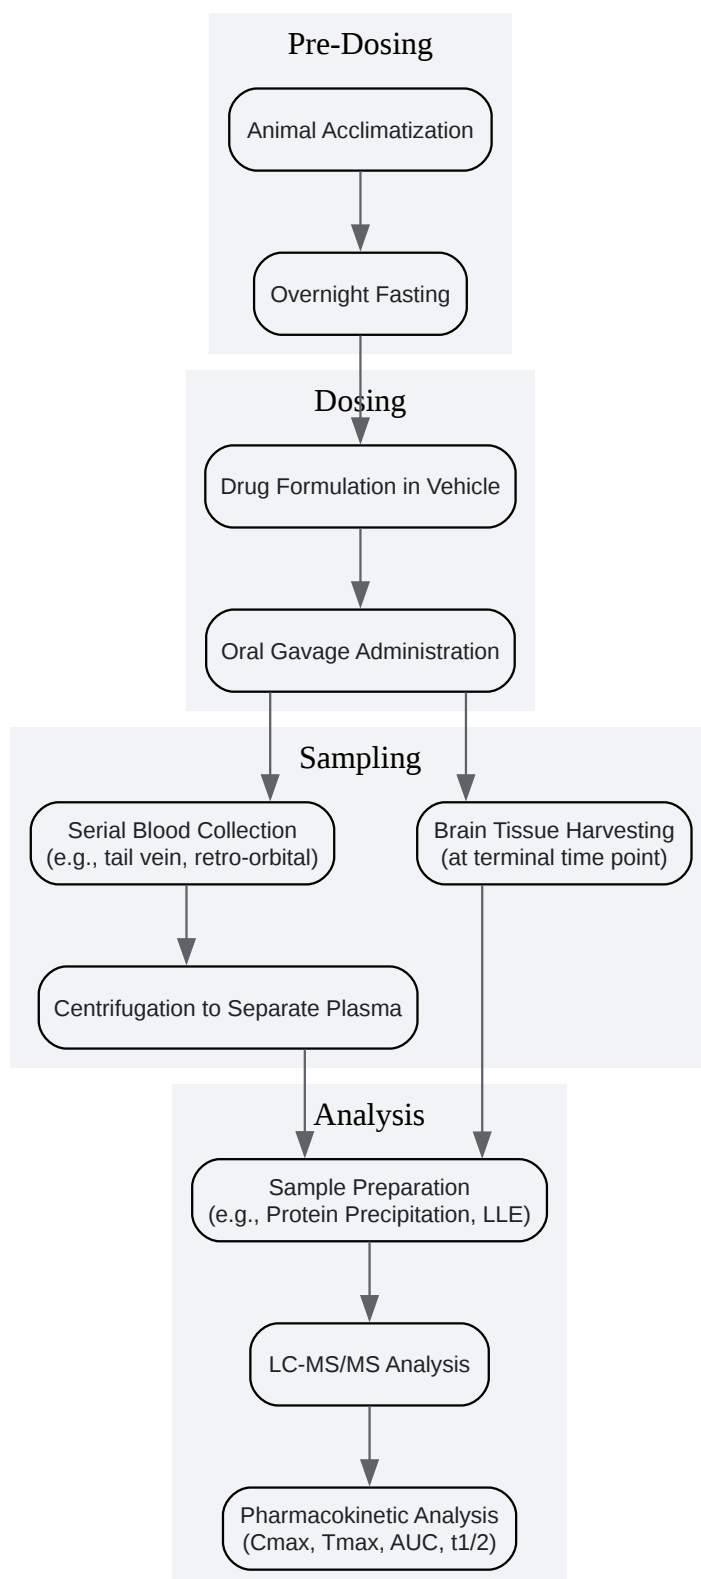 Pre-Dosing
Animal Acclimatization
Overnight Fasting
Dosing
Drug Formulation in Vehicle
Oral Gavage Administration
Sampling
Serial Blood Collection
(e.g., tail vein, retro-orbital)
Brain Tissue Harvesting
(at terminal time point)
Centrifugation to Separate Plasma
Analysis
Sample Preparation
(e.g., Protein Precipitation, LLE)
LC-MS/MS Analysis
Pharmacokinetic Analysis
(Cmax, Tmax, AUC, t1/2)